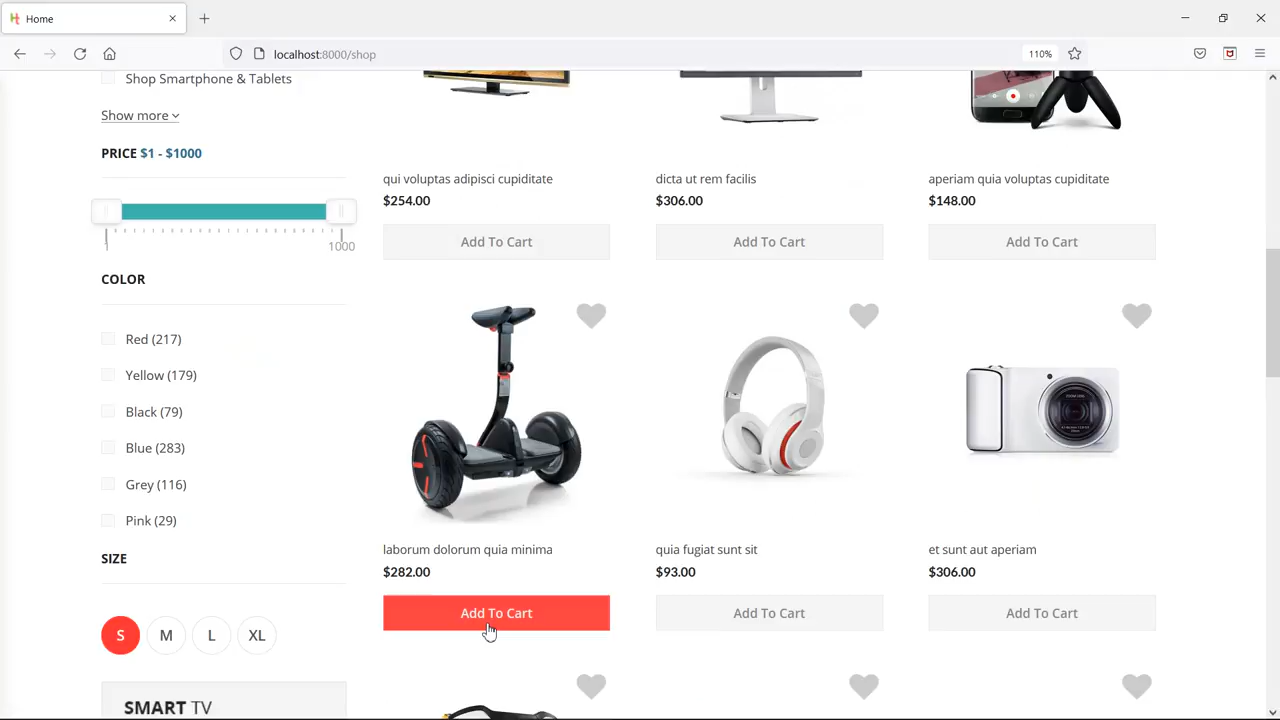 Home
localhost:8000/shop
110%
Shop Smartphone & Tablets
Show more
PRICE $1 - $1000
1
1000
COLOR
Red (217)
Yellow (179)
Black (79)
Blue (283)
Grey (116)
Pink (29)
SIZE
S M L XL
SMART TV
qui voluptas adipisci cupiditate
$254.00
Add To Cart
dicta ut rem facilis
$306.00
Add To Cart
aperiam quia voluptas cupiditate
$148.00
Add To Cart
laborum dolorum quia minima
$282.00
Add To Cart
quia fugiat sunt sit
$93.00
Add To Cart
et sunt aut aperiam
$306.00
Add To Cart